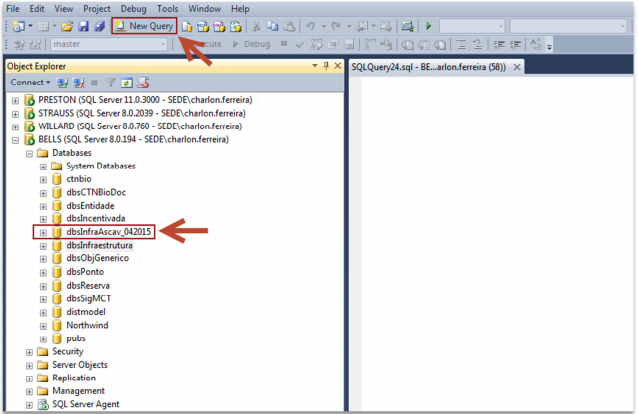 File Edit View Project Debug Tools Window Help
New Query
master Execute Debug
Object Explorer
SQLQuery24.sql - BE...arlon.ferreira (58))
Connect
PRESTON (SQL Server 11.0.3000 - SEDE\charlon.ferreira)
STRAUSS (SQL Server 8.0.2039 - SEDE\charlon.ferreira)
WILLARD (SQL Server 8.0.760 - SEDE\charlon.ferreira)
BELLS (SQL Server 8.0.194 - SEDE\charlon.ferreira)
Databases
System Databases
ctnbio
dbsCTNBioDoc
dbsEntidade
dbsIncentivada
dbsInfraAscav_042015
dbsInfraestrutura
dbsObjGenerico
dbsPonto
dbsReserva
dbsSigMCT
distmodel
Northwind
pubs
Security
Server Objects
Replication
Management
SQL Server Agent